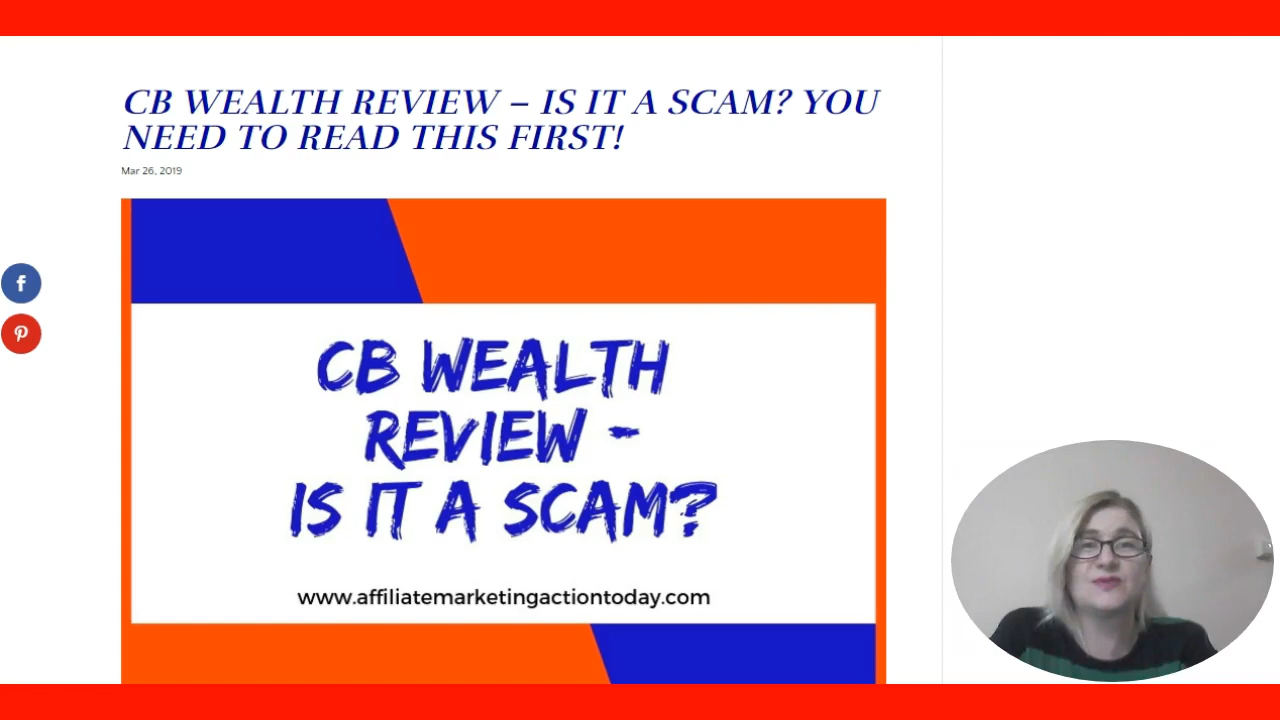 CB WEALTH REVIEW – IS IT A SCAM? YOU
NEED TO READ THIS FIRST!
Mar 26, 2019
CB WEALTH
REVIEW -
IS IT A SCAM?
www.affiliatemarketingactiontoday.com